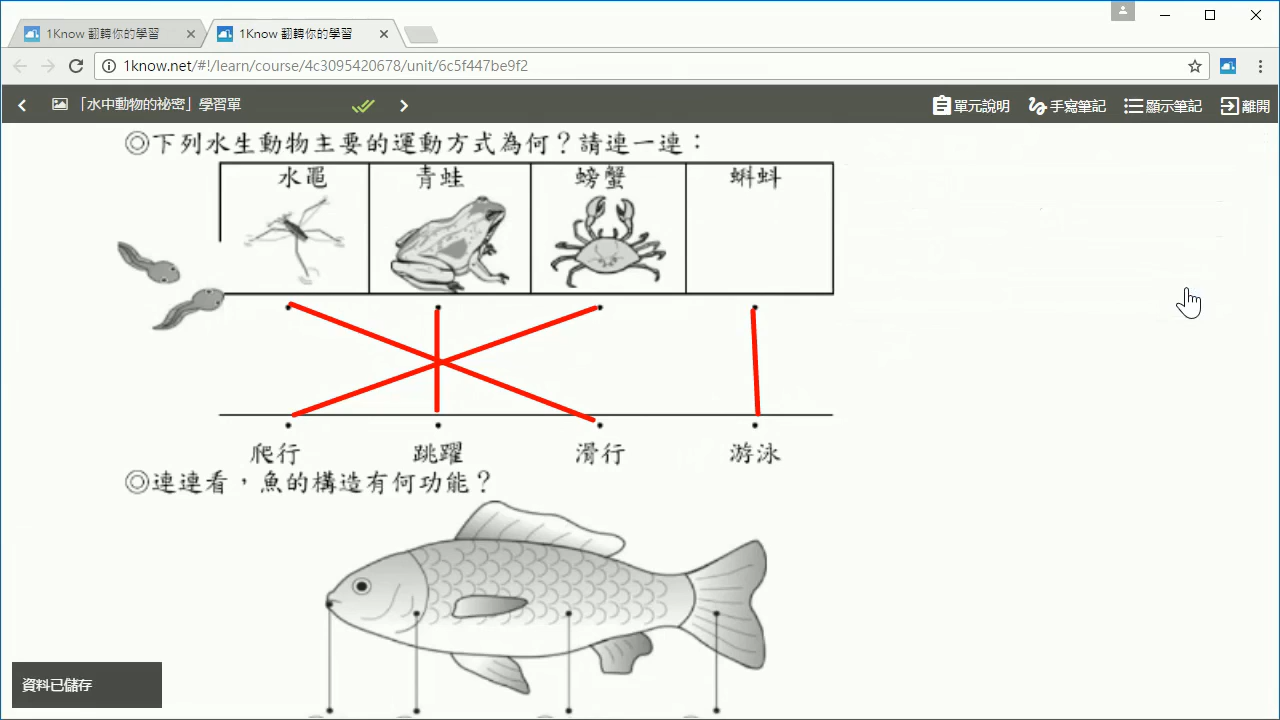 1Know 翻轉你的學習
1Know 翻轉你的學習
1know.net/#!/learn/course/4c3095420678/unit/6c5f447be9f2
「水中動物的祕密」學習單
單元說明
手寫筆記
顯示筆記
離開
◎下列水生動物主要的運動方式為何？請連一連：
水黽 青蛙 螃蟹 蝌蚪
爬行 跳躍 滑行 游泳
◎連連看，魚的構造有何功能？
資料已儲存